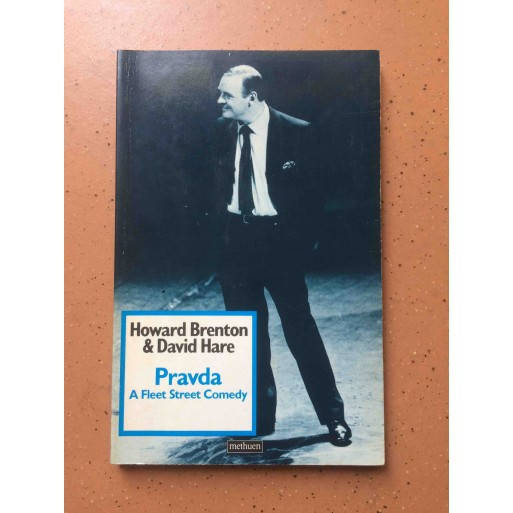 Howard Brenton
& David Hare
Pravda
A Fleet Street Comedy
methuen